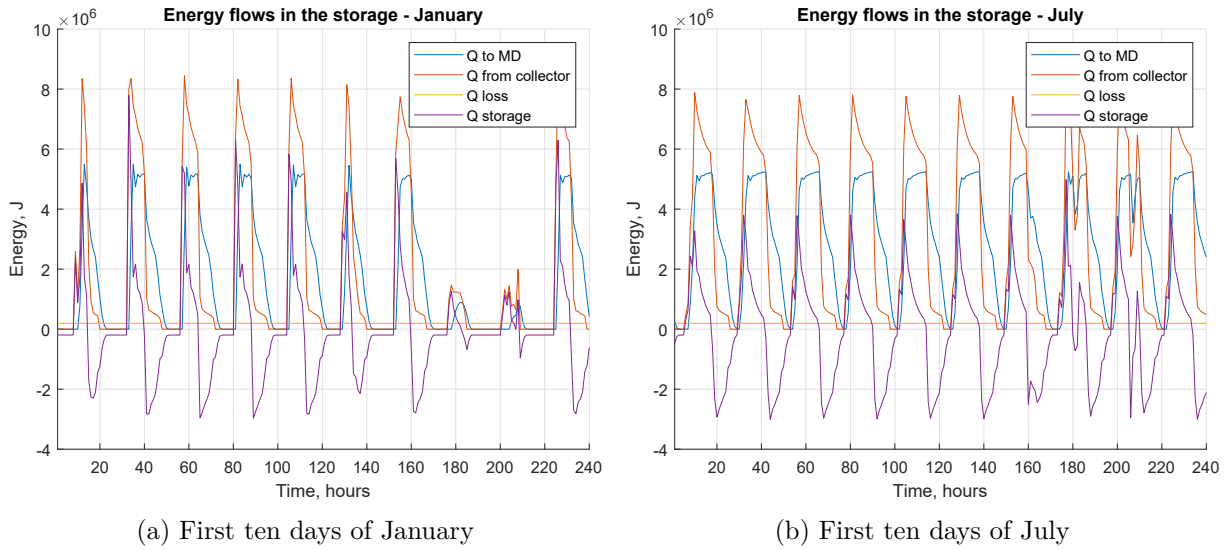 Energy flows in the storage - January
×10⁶
10
8
6
4
2
0
-2
-4
Energy, J
Q to MD
Q from collector
Q loss
Q storage
20 40 60 80 100 120 140 160 180 200 220 240
Time, hours
(a) First ten days of January
Energy flows in the storage - July
×10⁶
10
8
6
4
2
0
-2
-4
Energy, J
Q to MD
Q from collector
Q loss
Q storage
20 40 60 80 100 120 140 160 180 200 220 240
Time, hours
(b) First ten days of July